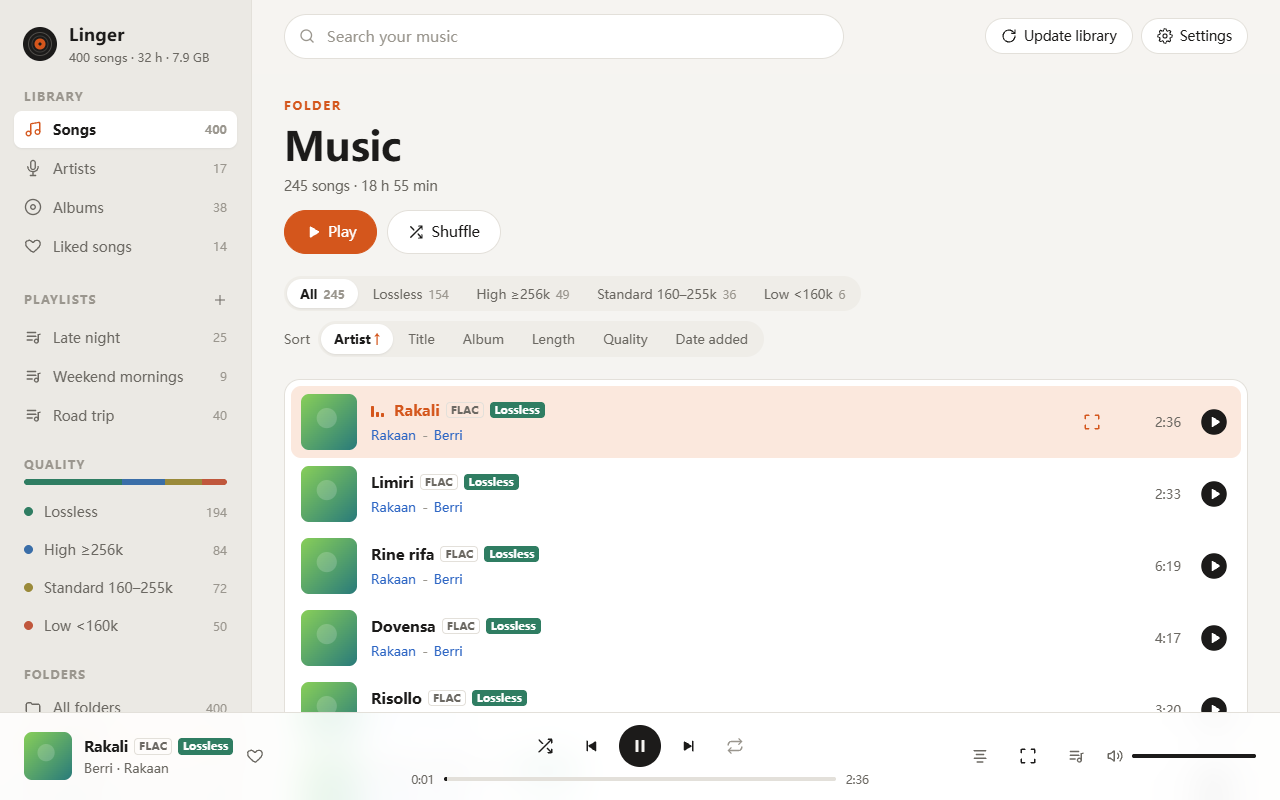 Linger
400 songs · 32 h · 7.9 GB
LIBRARY
Songs 400
Artists 17
Albums 38
Liked songs 14
PLAYLISTS
Late night 25
Weekend mornings 9
Road trip 40
QUALITY
Lossless 194
High ≥256k 84
Standard 160–255k 72
Low <160k 50
FOLDERS
All folders 400
Search your music
Update library
Settings
FOLDER
Music
245 songs · 18 h 55 min
Play
Shuffle
All 245 Lossless 154 High ≥256k 49 Standard 160–255k 36 Low <160k 6
Sort Artist ↑ Title Album Length Quality Date added
Rakali FLAC Lossless
Rakaan - Berri
2:36
Limiri FLAC Lossless
Rakaan - Berri
2:33
Rine rifa FLAC Lossless
Rakaan - Berri
6:19
Dovensa FLAC Lossless
Rakaan - Berri
4:17
Risollo FLAC Lossless
3:20
Rakali FLAC Lossless
Berri · Rakaan
0:01
2:36